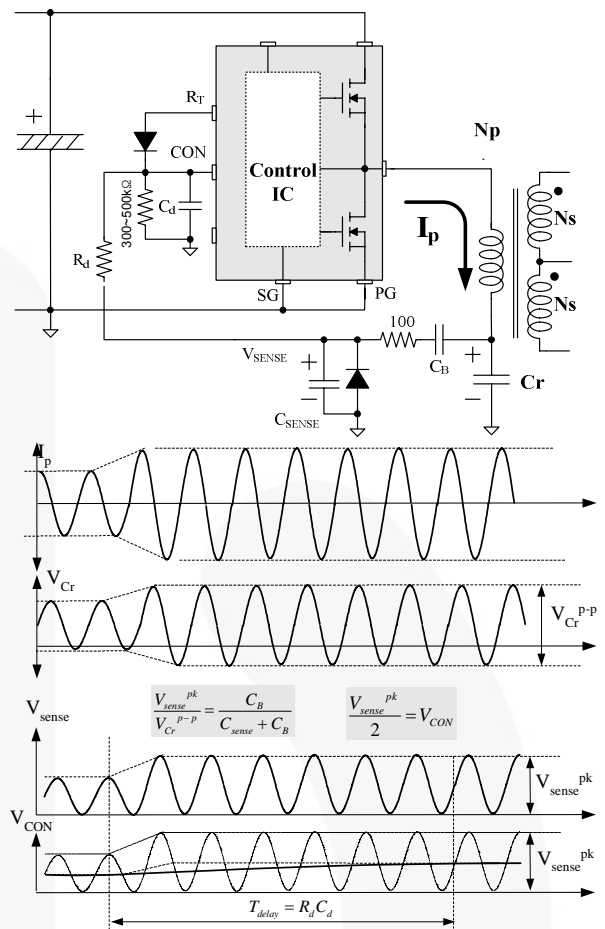 R_T
Np
CON
Control
IC
300~500kΩ
C_d
Ns
R_d
I_p
Ns
SG
PG
100
V_SENSE
C_B
Cr
C_SENSE
I_p
V_Cr
V_Cr^p-p
V_sense^pk / V_Cr^p-p = C_B / (C_sense + C_B)
V_sense^pk / 2 = V_CON
V_sense
V_sense^pk
V_CON
V_sense^pk
T_delay = R_d C_d